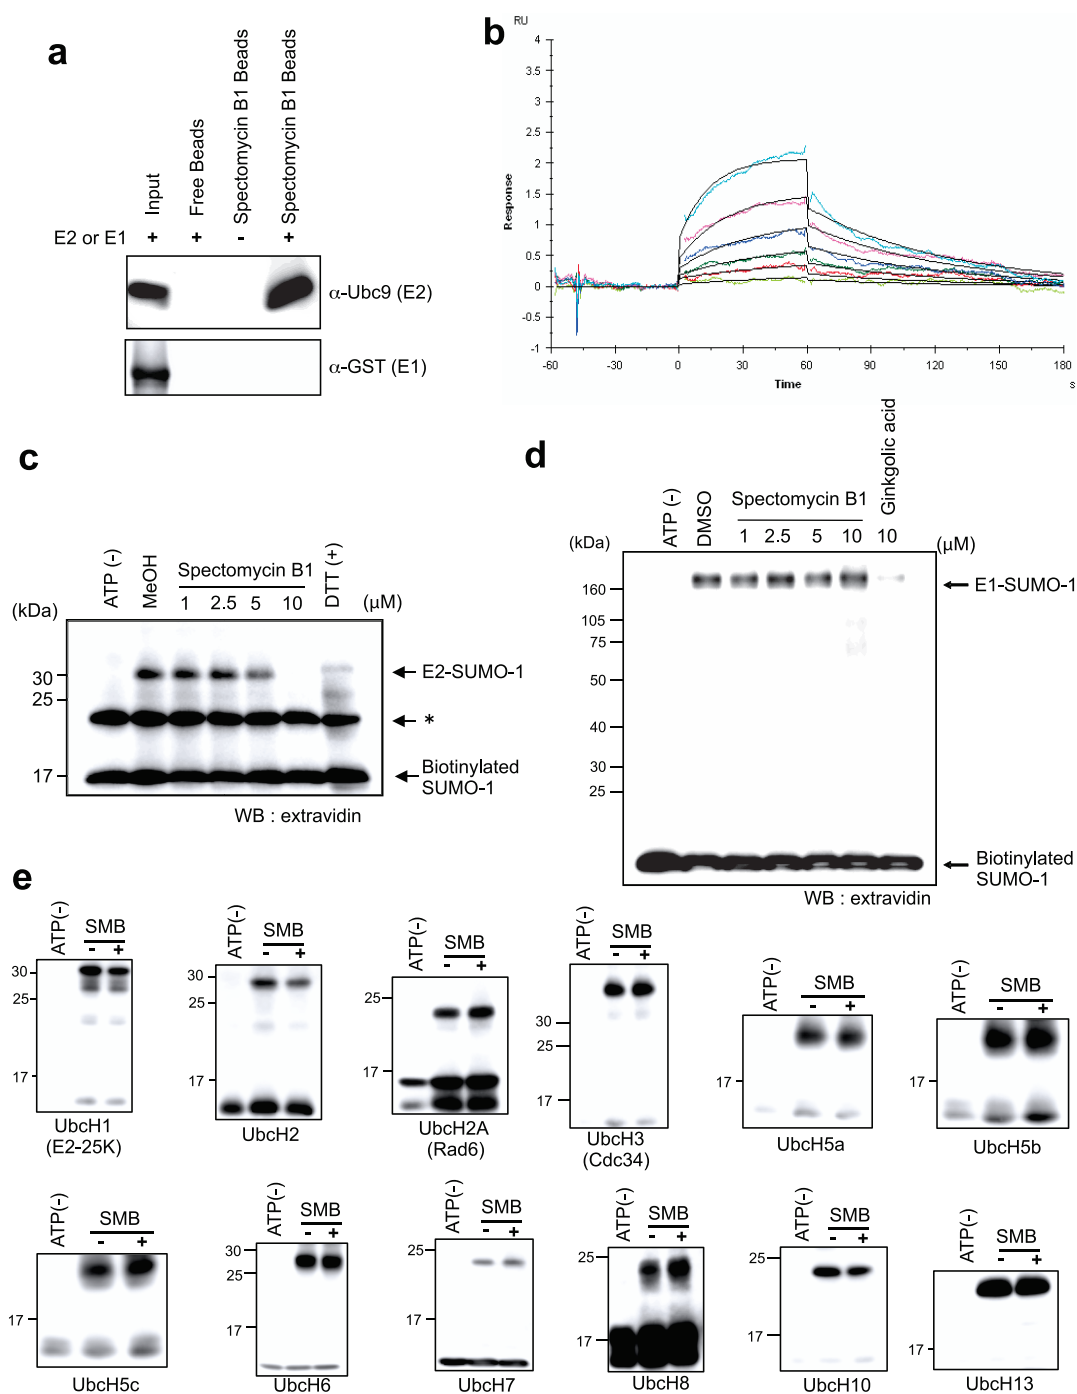 a
Input
Free Beads
Spectomycin B1 Beads
Spectomycin B1 Beads
E2 or E1 + + - +
α-Ubc9 (E2)
α-GST (E1)
b
RU
4
3.5
3
2.5
2
1.5
1
0.5
0
-0.5
-1
Response
-60 -30 0 30 60 90 120 150 180
Time
s
c
ATP (-)
MeOH
Spectomycin B1
1 2.5 5 10
DTT (+)
(μM)
(kDa)
30
25
17
E2-SUMO-1
*
Biotinylated
SUMO-1
WB : extravidin
d
ATP (-)
DMSO
Spectomycin B1
1 2.5 5 10
Ginkgolic acid
10
(μM)
(kDa)
160
105
75
50
40
30
25
E1-SUMO-1
Biotinylated
SUMO-1
WB : extravidin
e
ATP(-)
SMB
- +
30
25
17
UbcH1
(E2-25K)
ATP(-)
SMB
- +
30
25
17
UbcH2
ATP(-)
SMB
- +
25
17
UbcH2A
(Rad6)
ATP(-)
SMB
- +
30
25
17
UbcH3
(Cdc34)
ATP(-)
SMB
- +
17
UbcH5a
ATP(-)
SMB
- +
17
UbcH5b
ATP(-)
SMB
- +
17
UbcH5c
ATP(-)
SMB
- +
30
25
17
UbcH6
ATP(-)
SMB
- +
25
17
UbcH7
ATP(-)
SMB
- +
25
17
UbcH8
ATP(-)
SMB
- +
25
17
UbcH10
ATP(-)
SMB
- +
17
UbcH13